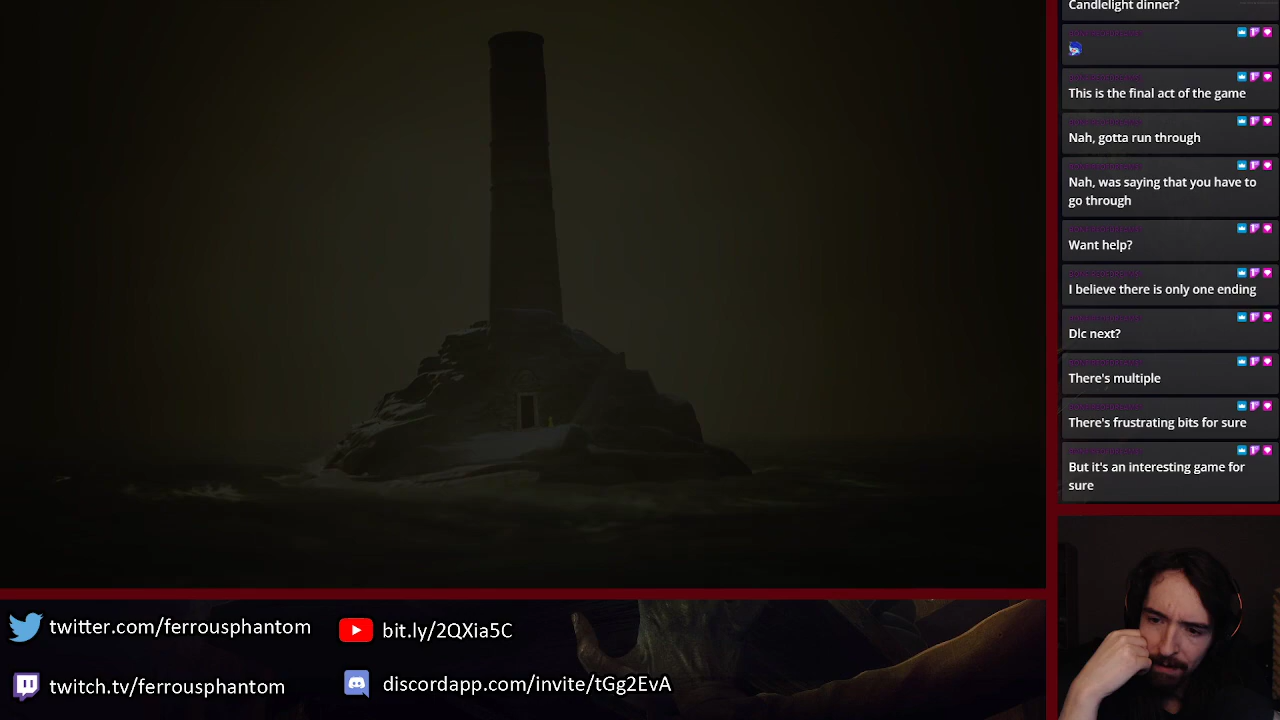 Candlelight dinner?
This is the final act of the game
Nah, gotta run through
Nah, was saying that you have to
go through
Want help?
I believe there is only one ending
Dlc next?
There's multiple
There's frustrating bits for sure
But it's an interesting game for
sure
twitter.com/ferrousphantom
bit.ly/2QXia5C
twitch.tv/ferrousphantom
discordapp.com/invite/tGg2EvA